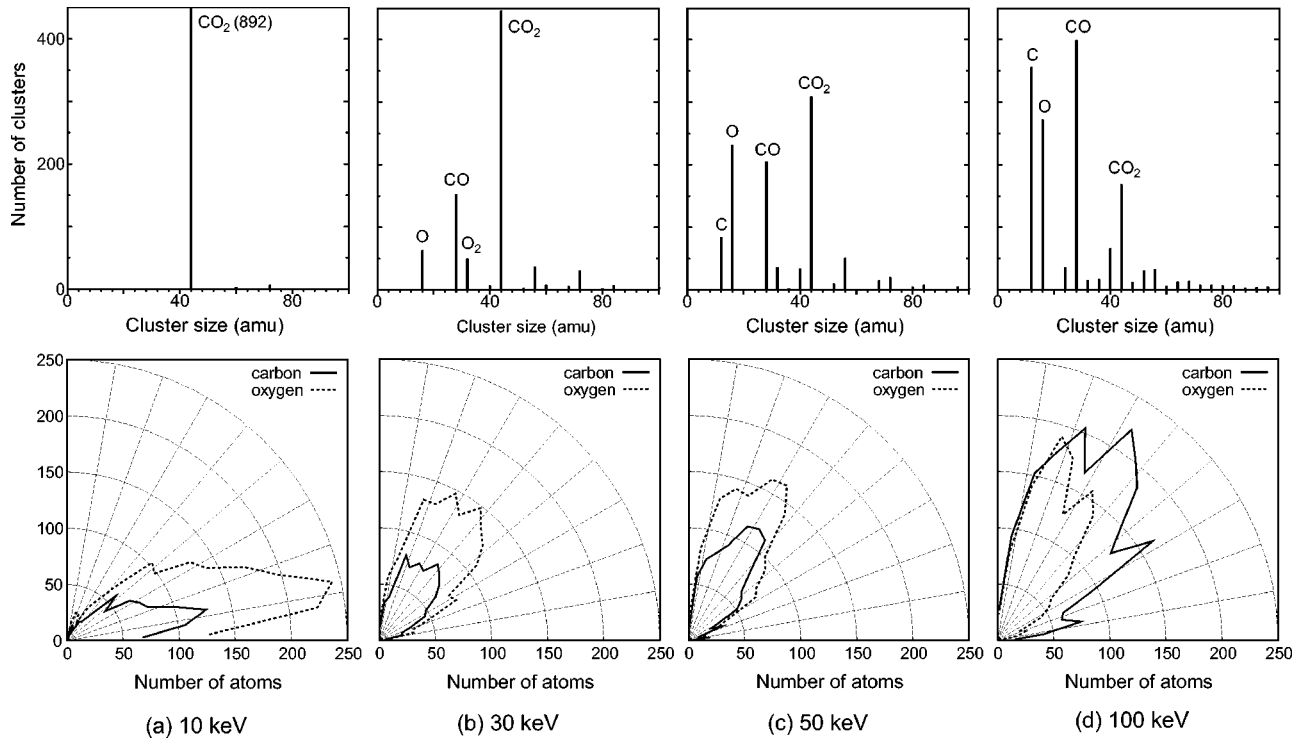 CO2 (892)
CO2
CO
O
O2
CO2
O
CO
C
CO
C
O
CO2
Number of clusters
400
200
0
0 40 80
0 40 80
0 40 80
0 40 80
Cluster size (amu)
Cluster size (amu)
Cluster size (amu)
Cluster size (amu)
carbon
oxygen
carbon
oxygen
carbon
oxygen
carbon
oxygen
250
200
150
100
50
0
0 50 100 150 200 250
0 50 100 150 200 250
0 50 100 150 200 250
0 50 100 150 200 250
Number of atoms
Number of atoms
Number of atoms
Number of atoms
(a) 10 keV
(b) 30 keV
(c) 50 keV
(d) 100 keV